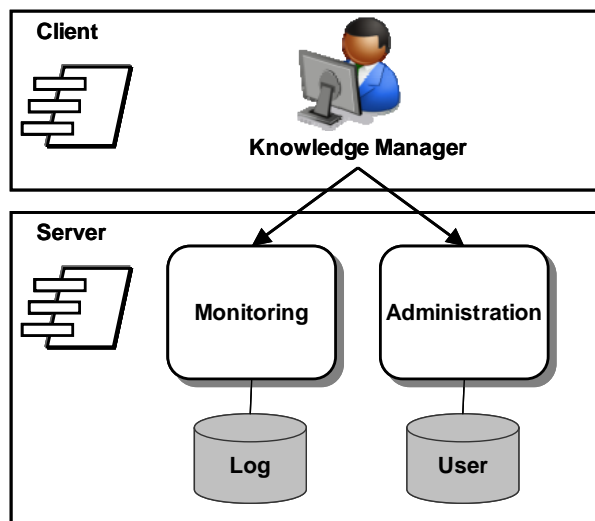 Client
Knowledge Manager
Server
Monitoring
Administration
Log
User